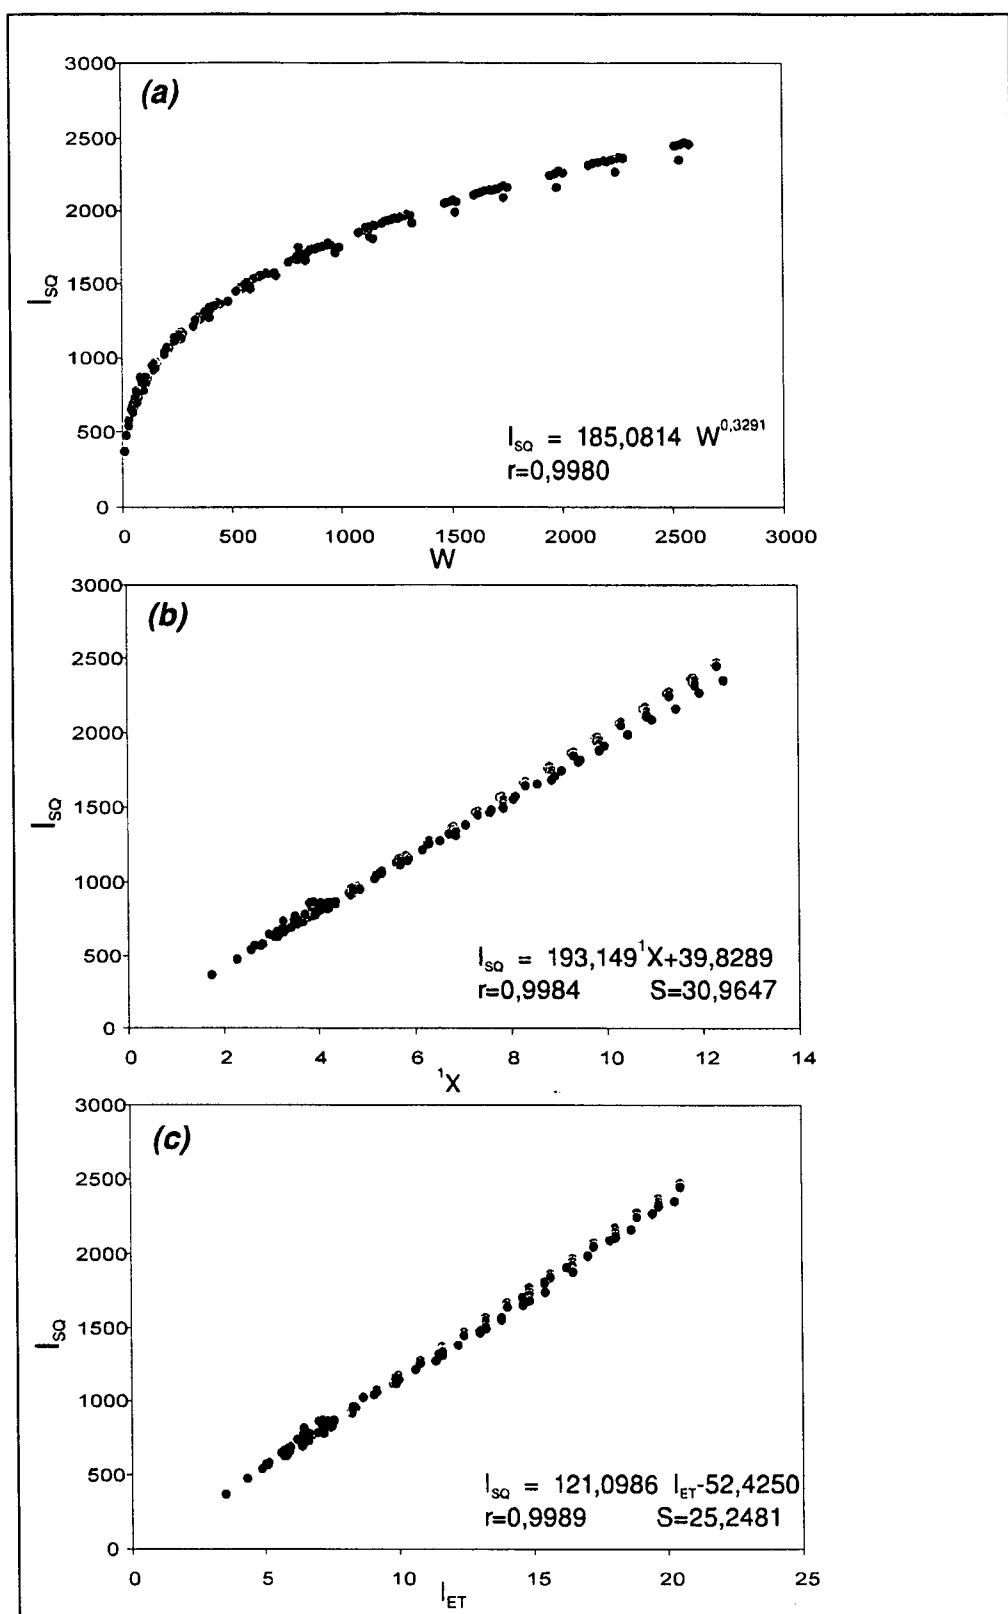 (a)
3000
2500
2000
1500
1000
500
0
I_SQ
I_SQ = 185,0814 W^0,3291
r=0,9980
0 500 1000 1500 2000 2500 3000
W
(b)
3000
2500
2000
1500
1000
500
0
I_SQ
I_SQ = 193,149 ^1X+39,8289
r=0,9984 S=30,9647
0 2 4 6 8 10 12 14
^1X
(c)
3000
2500
2000
1500
1000
500
0
I_SQ
I_SQ = 121,0986 I_ET-52,4250
r=0,9989 S=25,2481
0 5 10 15 20 25
I_ET